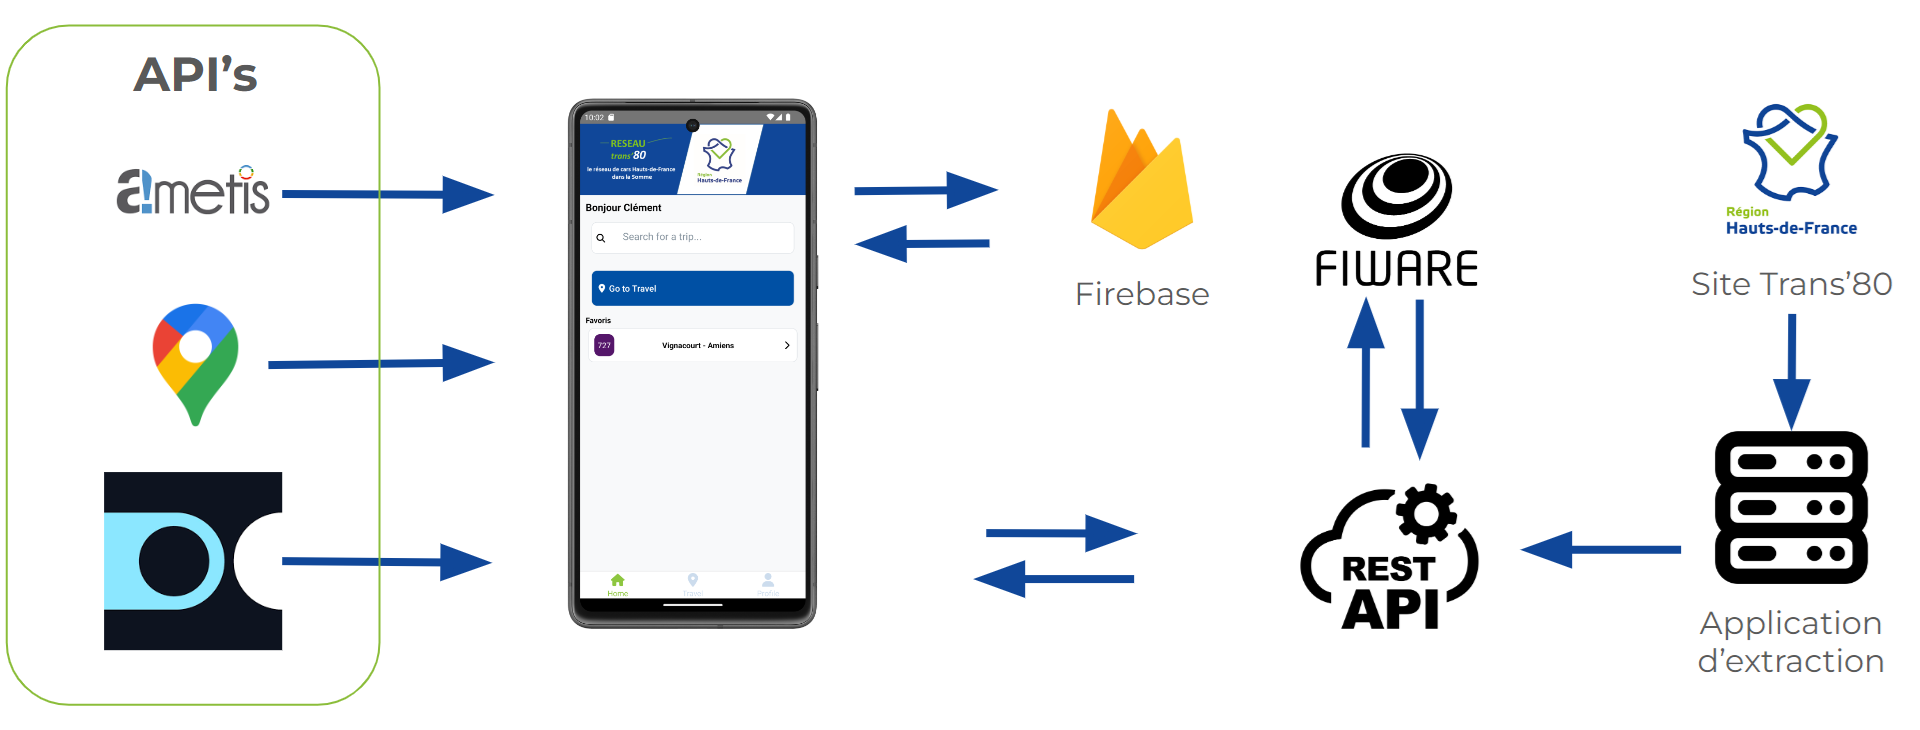 API's
a!metis
10:02
RESEAU
trans'80
le réseau de cars Hauts-de-France
dans la Somme
Région
Hauts-de-France
Bonjour Clément
Search for a trip...
Go to Travel
Favoris
727
Vignacourt - Amiens
Home
Travel
Profile
Firebase
FIWARE
REST
API
Région
Hauts-de-France
Site Trans'80
Application
d'extraction